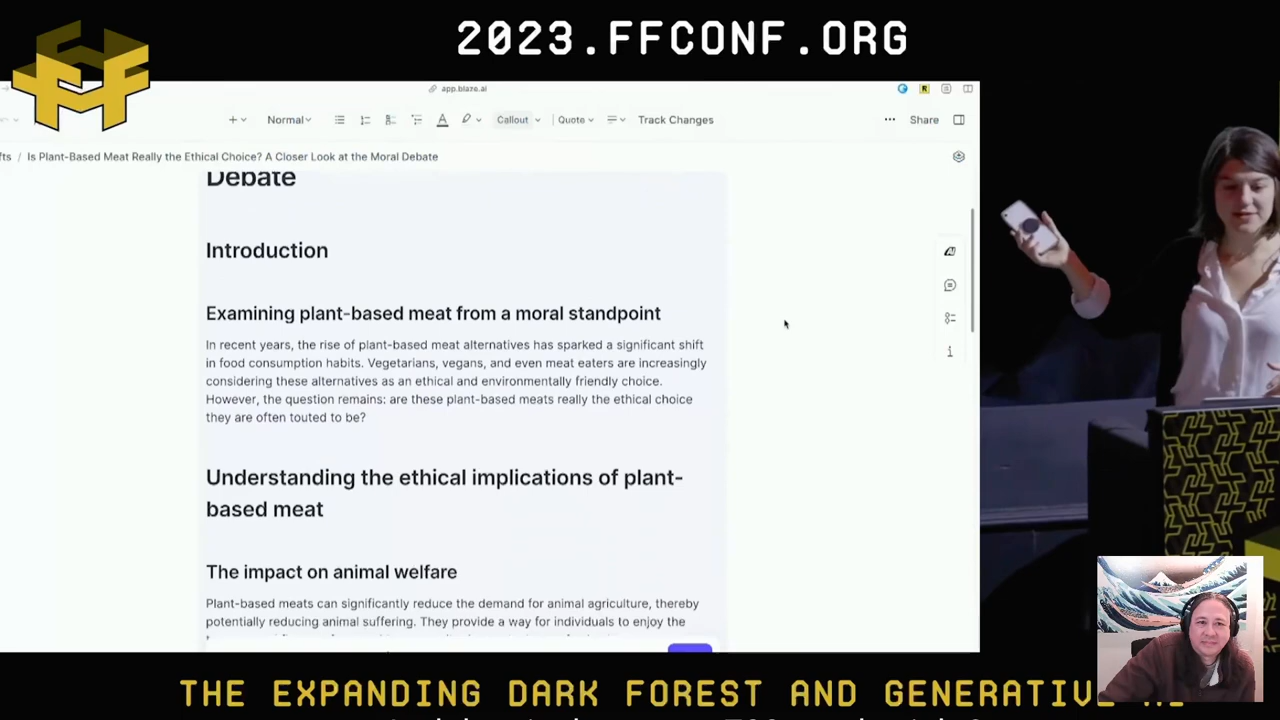 2023.FFCONF.ORG
app.blaze.ai
Normal
Callout
Quote
Track Changes
Share
fts / Is Plant-Based Meat Really the Ethical Choice? A Closer Look at the Moral Debate
Debate
Introduction
Examining plant-based meat from a moral standpoint
In recent years, the rise of plant-based meat alternatives has sparked a significant shift
in food consumption habits. Vegetarians, vegans, and even meat eaters are increasingly
considering these alternatives as an ethical and environmentally friendly choice.
However, the question remains: are these plant-based meats really the ethical choice
they are often touted to be?
Understanding the ethical implications of plant-
based meat
The impact on animal welfare
Plant-based meats can significantly reduce the demand for animal agriculture, thereby
potentially reducing animal suffering. They provide a way for individuals to enjoy the
THE EXPANDING DARK FOREST AND GENERATIV AI